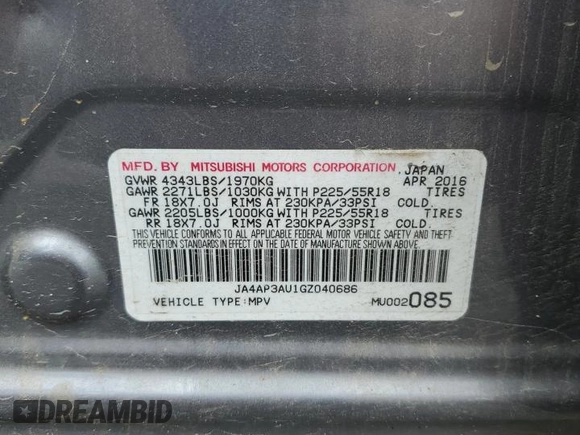 MFD. BY MITSUBISHI MOTORS CORPORATION, JAPAN
GVWR 4343LBS/1970KG APR 2016
GAWR 2271LBS/1030KG WITH P225/55R18 TIRES
FR 18X7.0J RIMS AT 230KPA/33PSI COLD.
GAWR 2205LBS/1000KG WITH P225/55R18 TIRES
RR 18X7.0J RIMS AT 230KPA/33PSI COLD.
THIS VEHICLE CONFORMS TO ALL APPLICABLE FEDERAL MOTOR VEHICLE SAFETY AND THEFT
PREVENTION STANDARDS IN EFFECT ON THE DATE OF MANUFACTURE SHOWN ABOVE.
JA4AP3AU1GZ040686
VEHICLE TYPE:MPV MU002085
DREAMBID